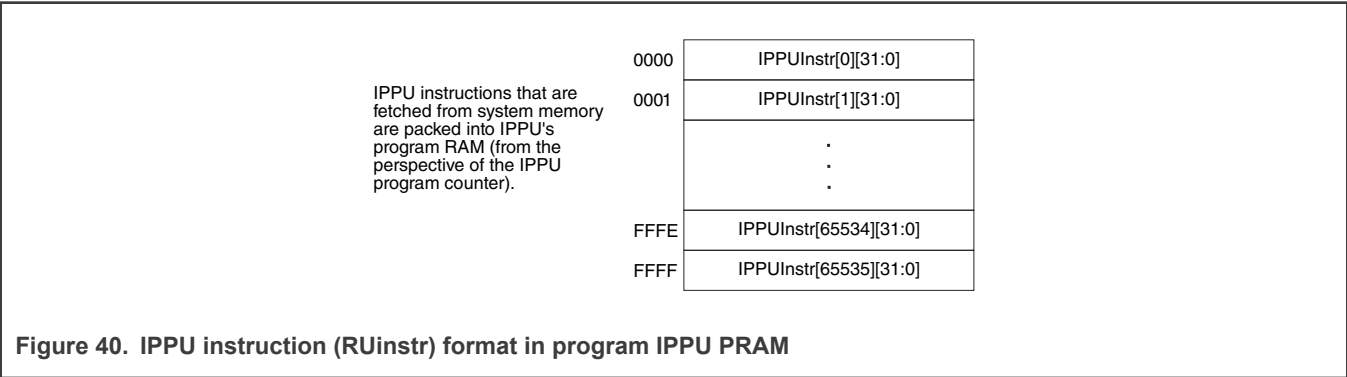 0000 IPPUInstr[0][31:0]
IPPU instructions that are
fetched from system memory
are packed into IPPU's
program RAM (from the
perspective of the IPPU
program counter).
0001 IPPUInstr[1][31:0]
.
.
.
FFFE IPPUInstr[65534][31:0]
FFFF IPPUInstr[65535][31:0]
Figure 40. IPPU instruction (RUinstr) format in program IPPU PRAM